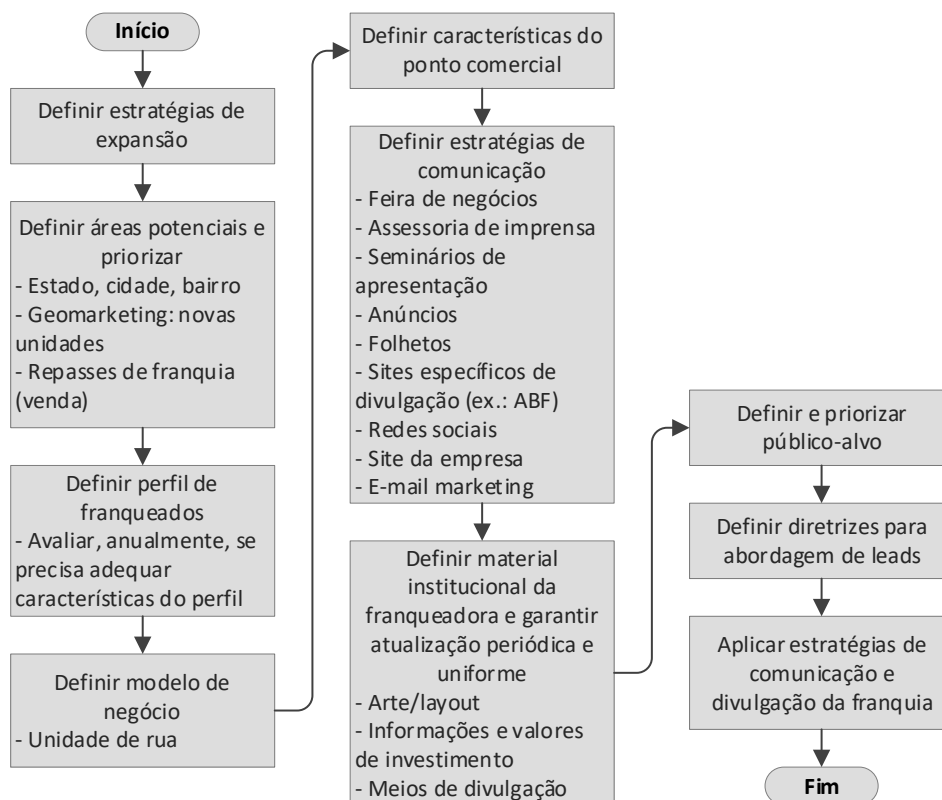 Início
Definir estratégias de
expansão
Definir áreas potenciais e
priorizar
- Estado, cidade, bairro
- Geomarketing: novas
unidades
- Repasses de franquia
(venda)
Definir perfil de
franqueados
- Avaliar, anualmente, se
precisa adequar
características do perfil
Definir modelo de
negócio
- Unidade de rua
Definir características do
ponto comercial
Definir estratégias de
comunicação
- Feira de negócios
- Assessoria de imprensa
- Seminários de
apresentação
- Anúncios
- Folhetos
- Sites específicos de
divulgação (ex.: ABF)
- Redes sociais
- Site da empresa
- E-mail marketing
Definir material
institucional da
franqueadora e garantir
atualização periódica e
uniforme
- Arte/layout
- Informações e valores
de investimento
- Meios de divulgação
Definir e priorizar
público-alvo
Definir diretrizes para
abordagem de leads
Aplicar estratégias de
comunicação e
divulgação da franquia
Fim